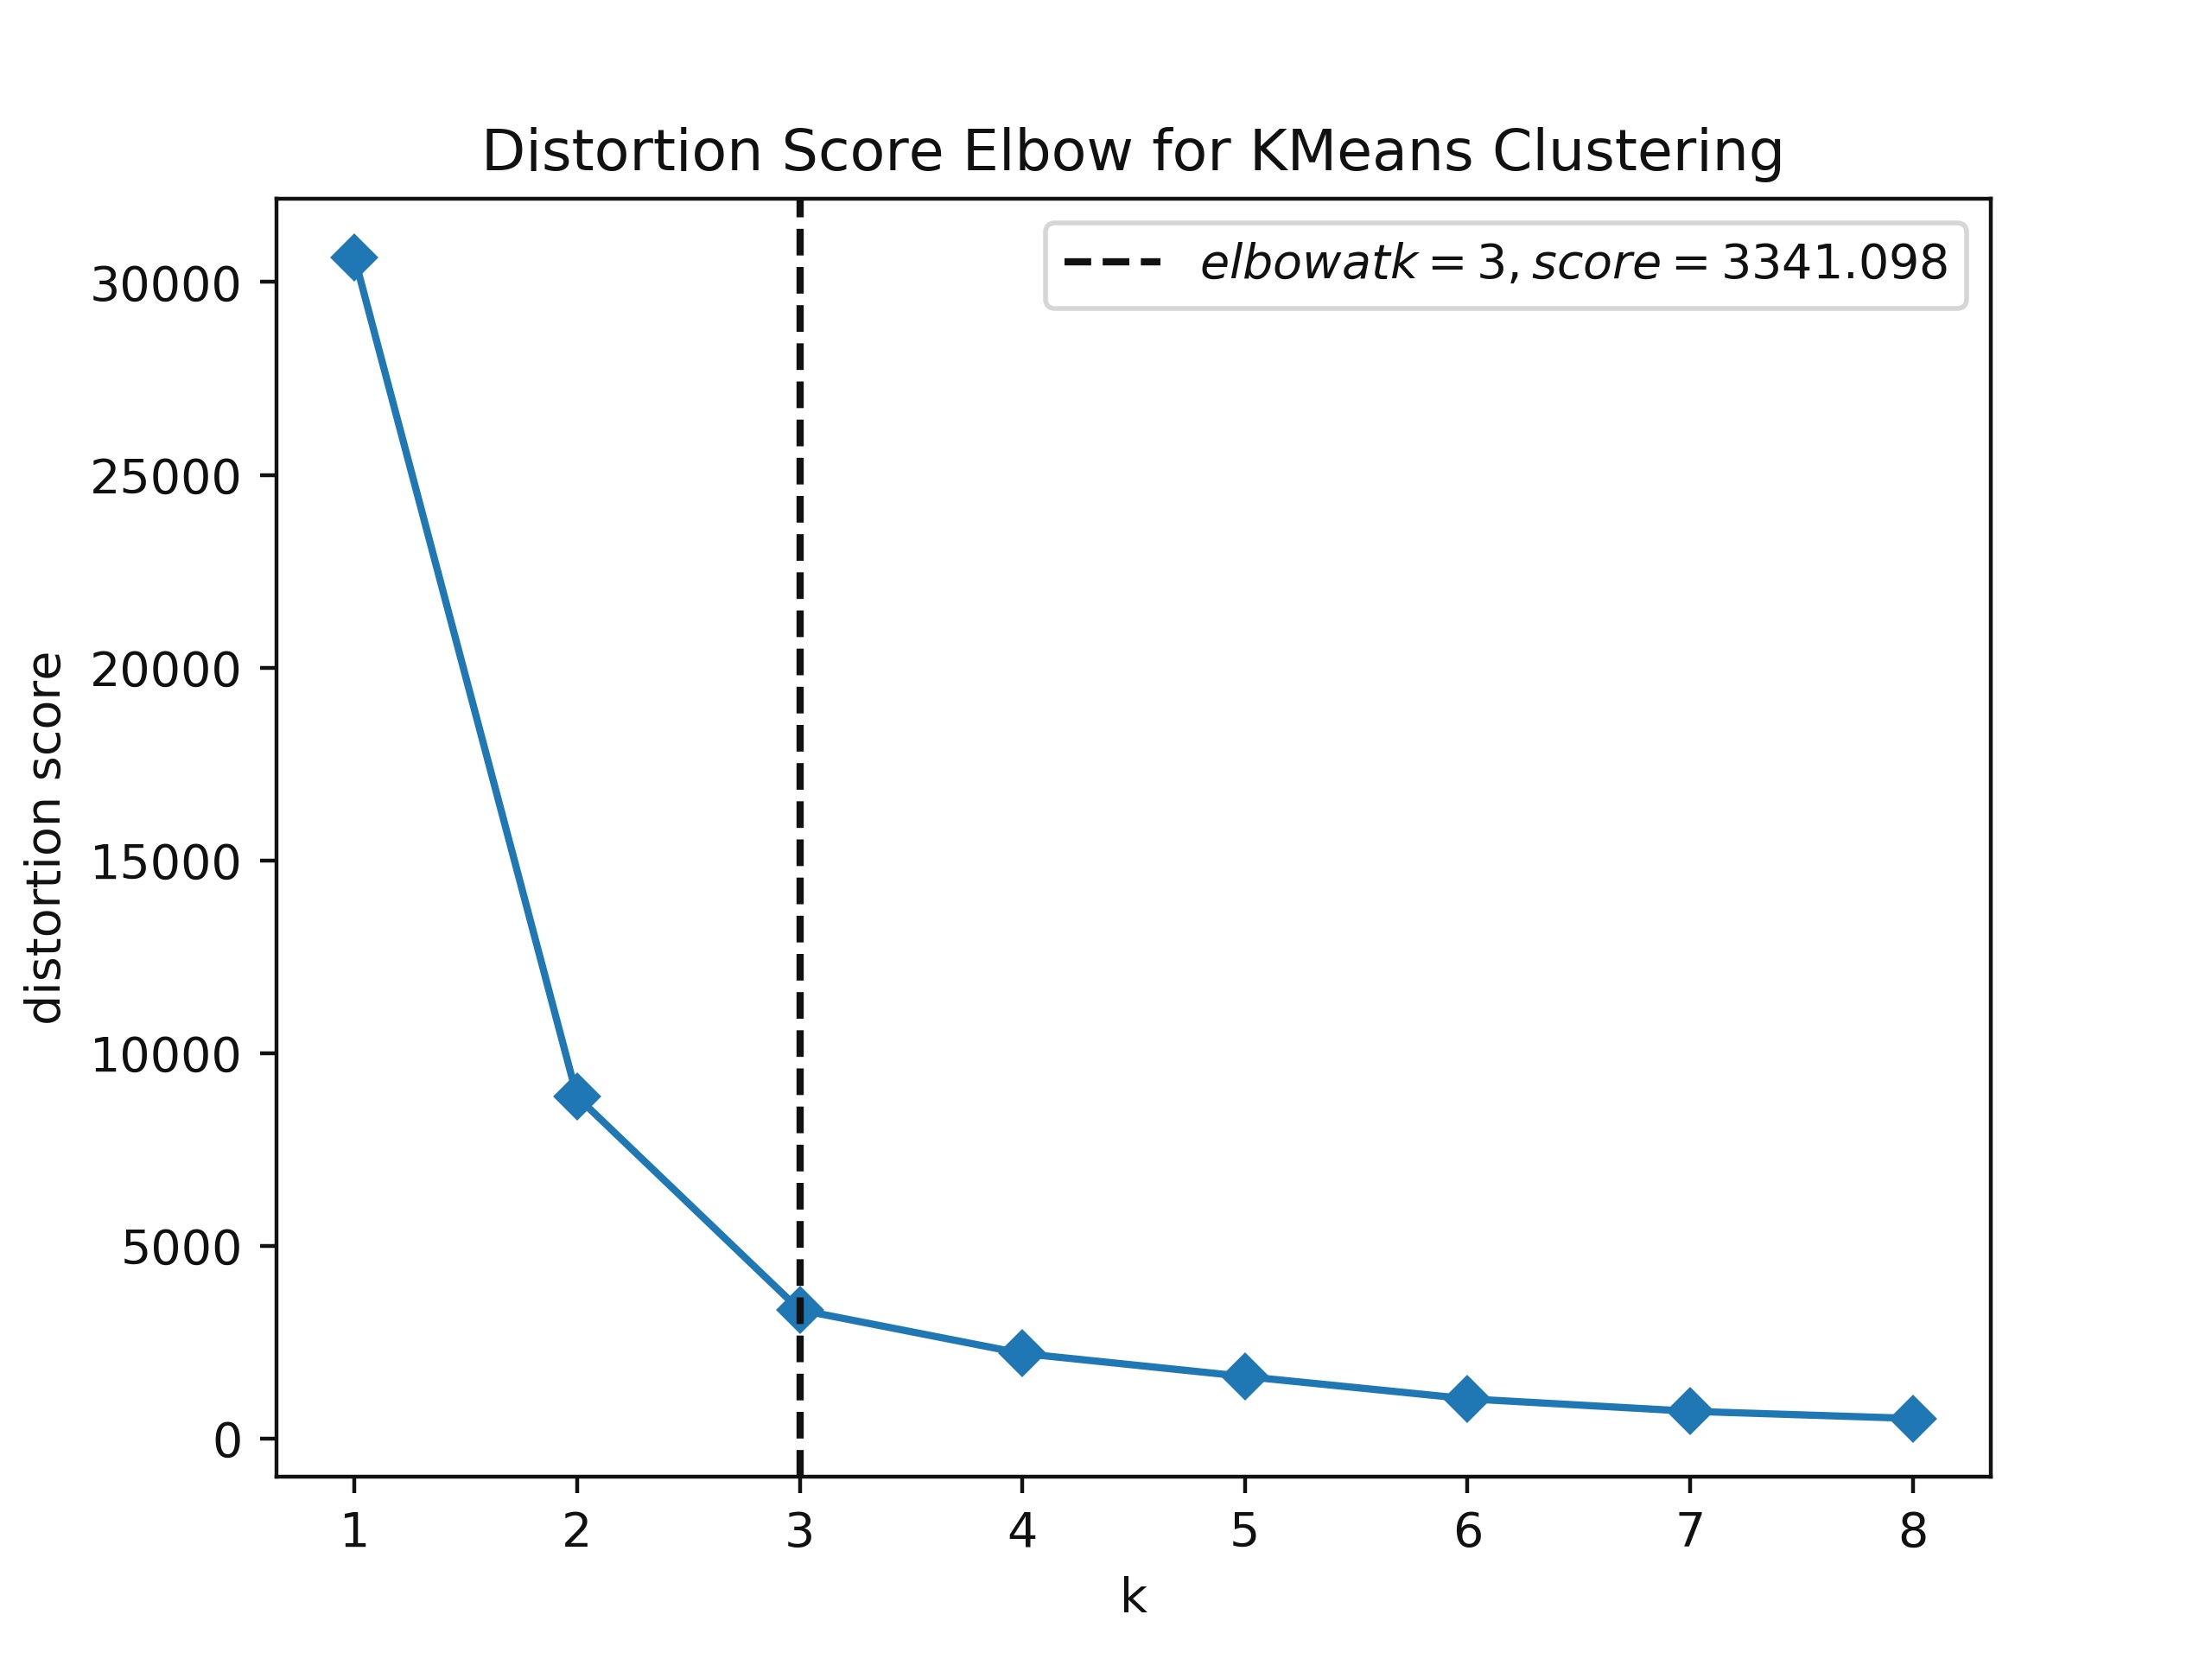 Distortion Score Elbow for KMeans Clustering
elbowatk = 3, score = 3341.098
distortion score
30000
25000
20000
15000
10000
5000
0
1 2 3 4 5 6 7 8
k